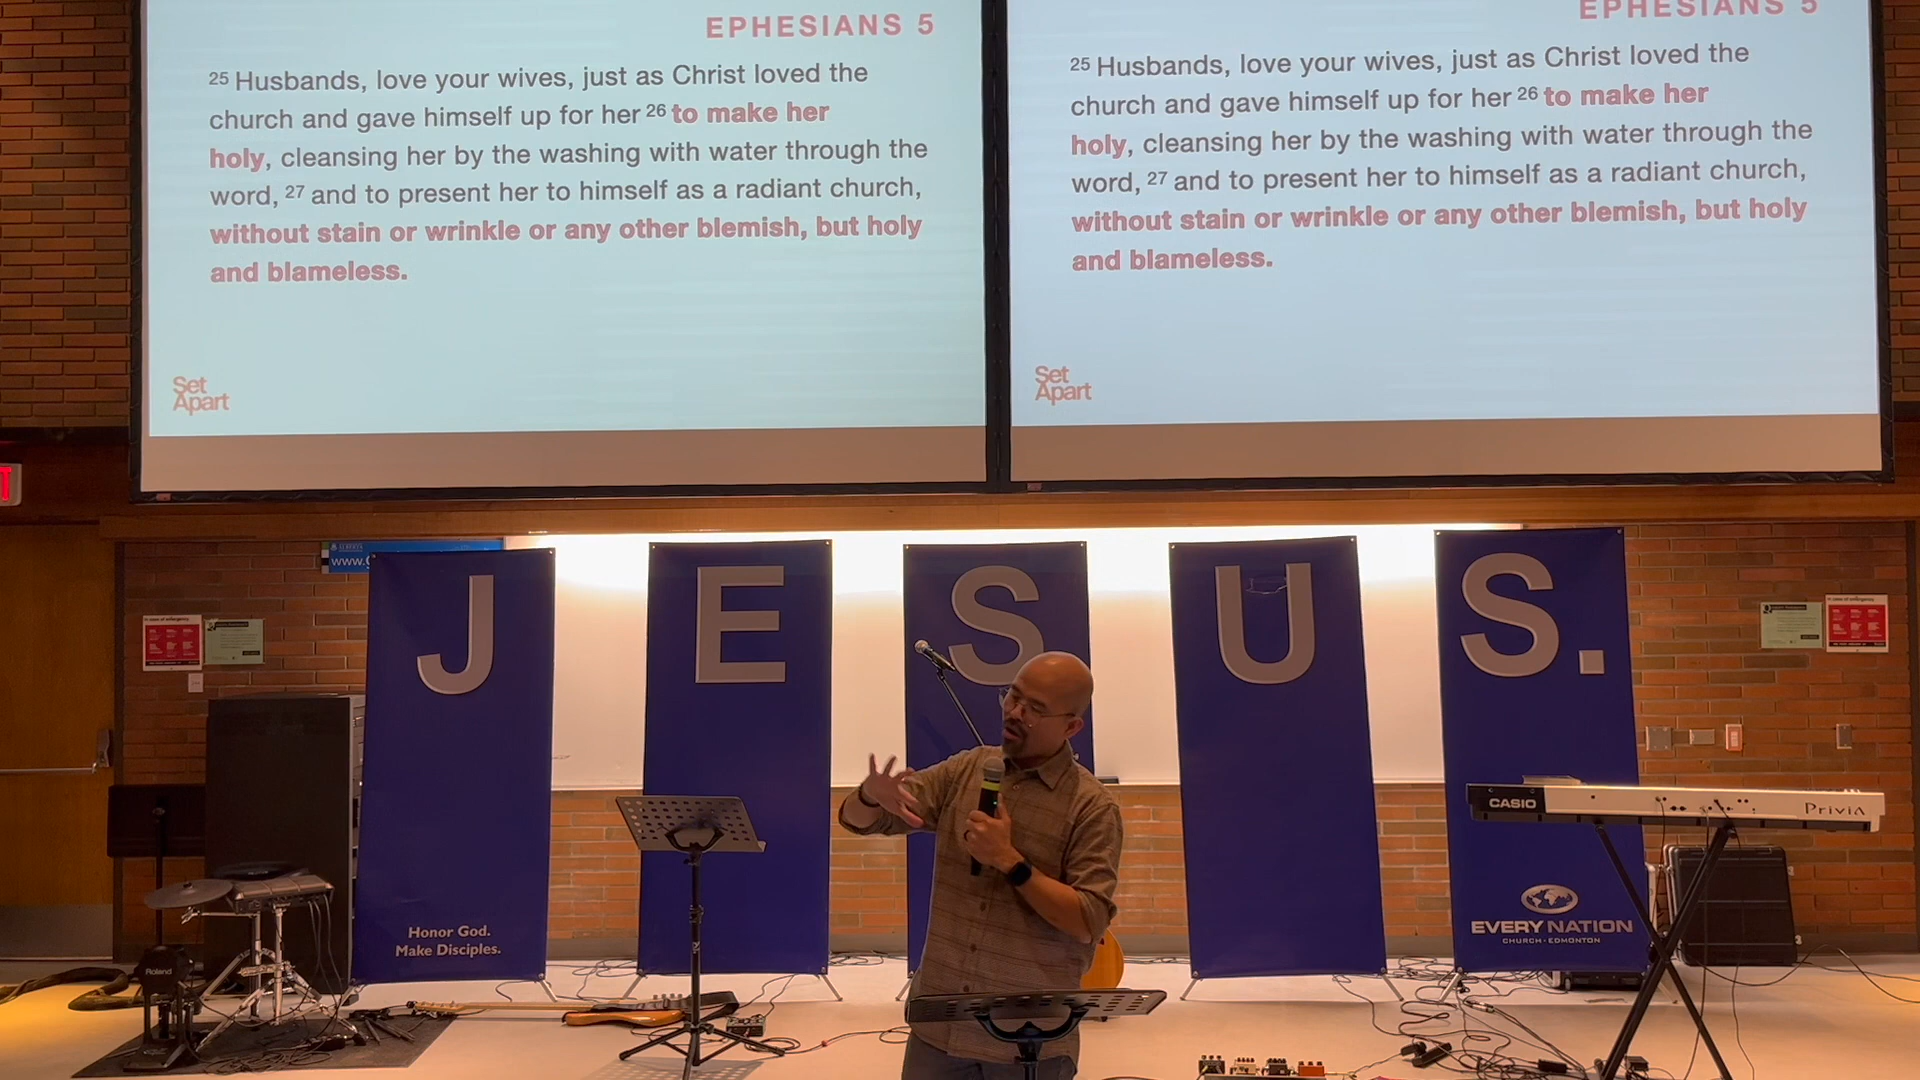 EPHESIANS 5
25 Husbands, love your wives, just as Christ loved the
church and gave himself up for her 26 to make her
holy, cleansing her by the washing with water through the
word, 27 and to present her to himself as a radiant church,
without stain or wrinkle or any other blemish, but holy
and blameless.
Set
Apart
EPHESIANS 5
25 Husbands, love your wives, just as Christ loved the
church and gave himself up for her 26 to make her
holy, cleansing her by the washing with water through the
word, 27 and to present her to himself as a radiant church,
without stain or wrinkle or any other blemish, but holy
and blameless.
Set
Apart
T
www.
J E S U S.
In case of emergency
CASIO
Privia
Honor God.
Make Disciples.
EVERY NATION
CHURCH • EDMONTON
Roland